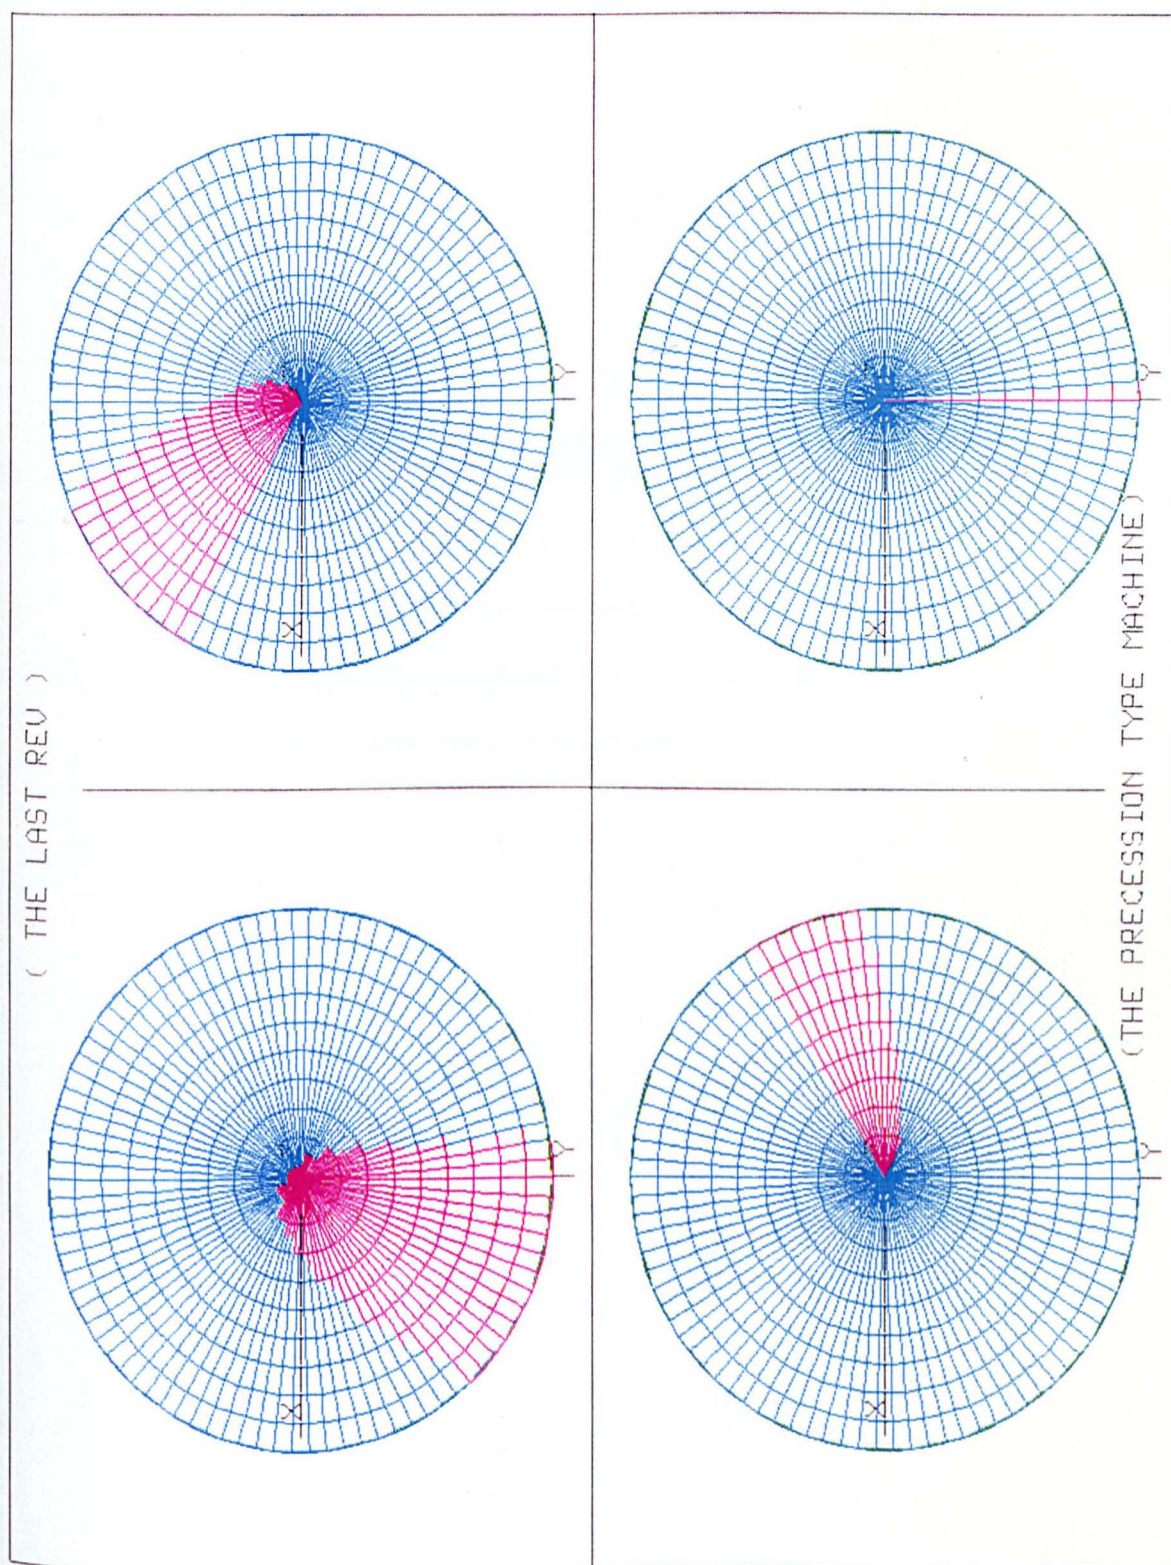 ( THE LAST REV )
X
Y
X
Y
X
Y
X
Y
(THE PRECESSION TYPE MACHINE)